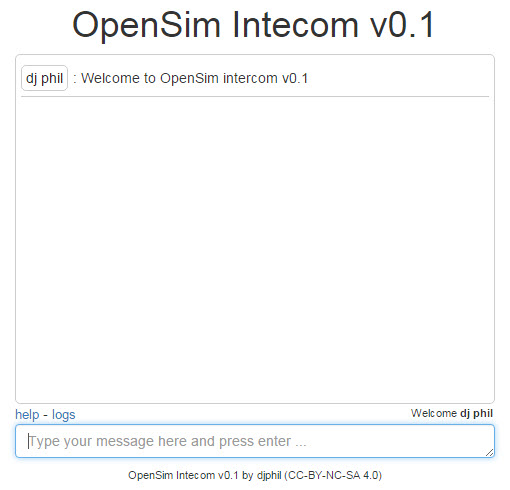 OpenSim Intecom v0.1
dj phil : Welcome to OpenSim intercom v0.1
help - logs Welcome dj phil
Type your message here and press enter ...
OpenSim Intecom v0.1 by djphil (CC-BY-NC-SA 4.0)